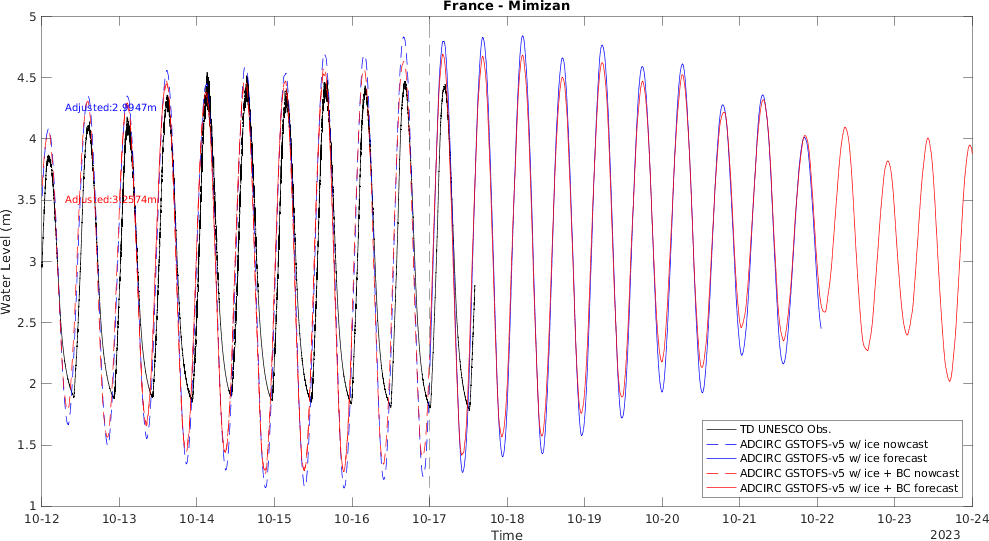 France - Mimizan
5
4.5
4
3.5
3
2.5
2
1.5
1
Water Level (m)
Adjusted:2.9947m
Adjusted:3.2574m
TD UNESCO Obs.
ADCIRC GSTOFS-v5 w/ ice nowcast
ADCIRC GSTOFS-v5 w/ ice forecast
ADCIRC GSTOFS-v5 w/ ice + BC nowcast
ADCIRC GSTOFS-v5 w/ ice + BC forecast
10-12 10-13 10-14 10-15 10-16 10-17 10-18 10-19 10-20 10-21 10-22 10-23 10-24
Time
2023